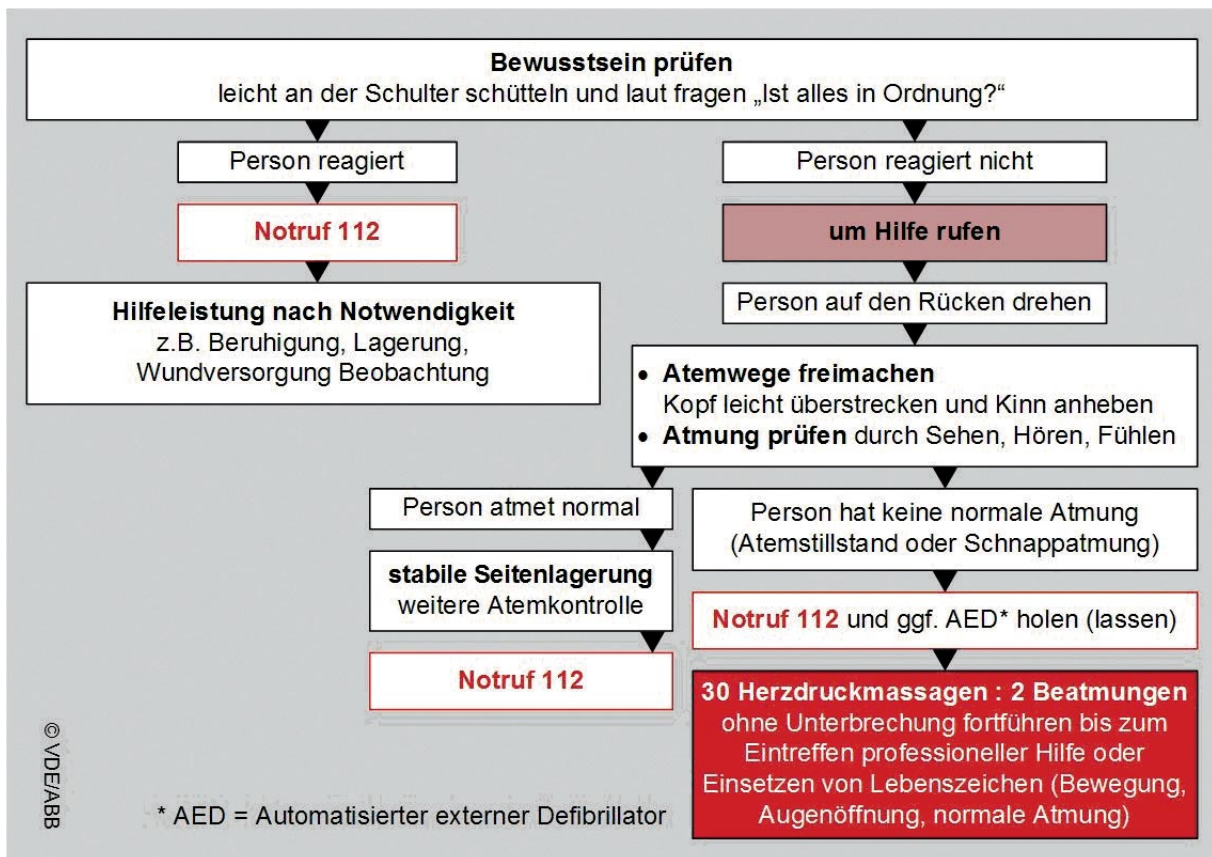 Bewusstsein prüfen
leicht an der Schulter schütteln und laut fragen „Ist alles in Ordnung?“
Person reagiert
Notruf 112
Hilfeleistung nach Notwendigkeit
z.B. Beruhigung, Lagerung,
Wundversorgung Beobachtung
Person reagiert nicht
um Hilfe rufen
Person auf den Rücken drehen
• Atemwege freimachen
Kopf leicht überstrecken und Kinn anheben
• Atmung prüfen durch Sehen, Hören, Fühlen
Person atmet normal
stabile Seitenlagerung
weitere Atemkontrolle
Notruf 112
Person hat keine normale Atmung
(Atemstillstand oder Schnappatmung)
Notruf 112 und ggf. AED* holen (lassen)
30 Herzdruckmassagen : 2 Beatmungen
ohne Unterbrechung fortführen bis zum
Eintreffen professioneller Hilfe oder
Einsetzen von Lebenszeichen (Bewegung,
Augenöffnung, normale Atmung)
* AED = Automatisierter externer Defibrillator
© VDE/ABB